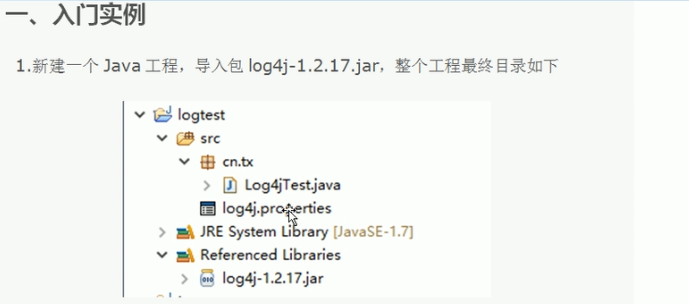 一、入门实例
1.新建一个 Java 工程，导入包 log4j-1.2.17.jar，整个工程最终目录如下
logtest
src
cn.tx
Log4jTest.java
log4j.properties
JRE System Library [JavaSE-1.7]
Referenced Libraries
log4j-1.2.17.jar